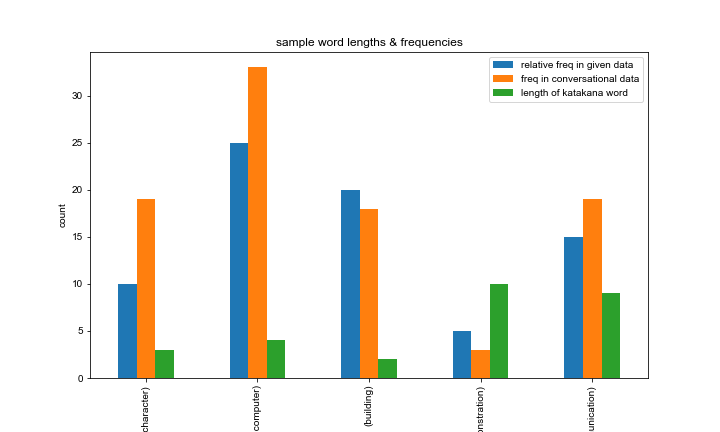 sample word lengths & frequencies
relative freq in given data
freq in conversational data
length of katakana word
count
30
25
20
15
10
5
0
character)
computer)
(building)
onstration)
unication)